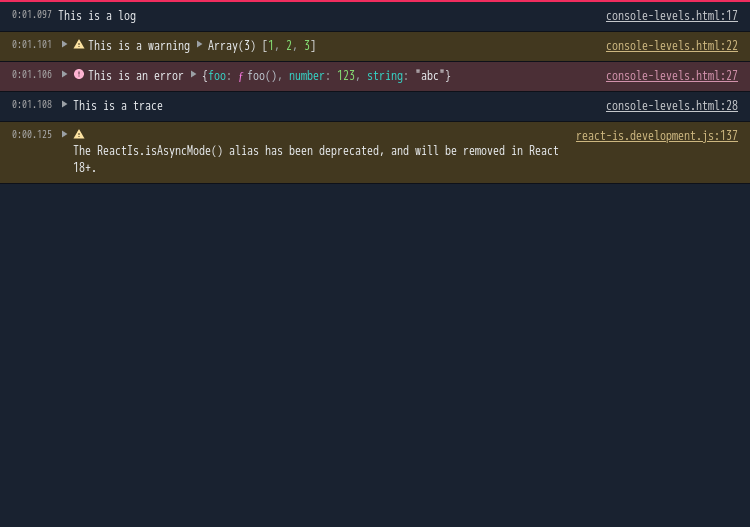 0:01.097 This is a log console-levels.html:17
0:01.101 This is a warning Array(3) [1, 2, 3] console-levels.html:22
0:01.106 This is an error {foo: ƒ foo(), number: 123, string: "abc"} console-levels.html:27
0:01.108 This is a trace console-levels.html:28
0:00.125 react-is.development.js:137
The ReactIs.isAsyncMode() alias has been deprecated, and will be removed in React
18+.